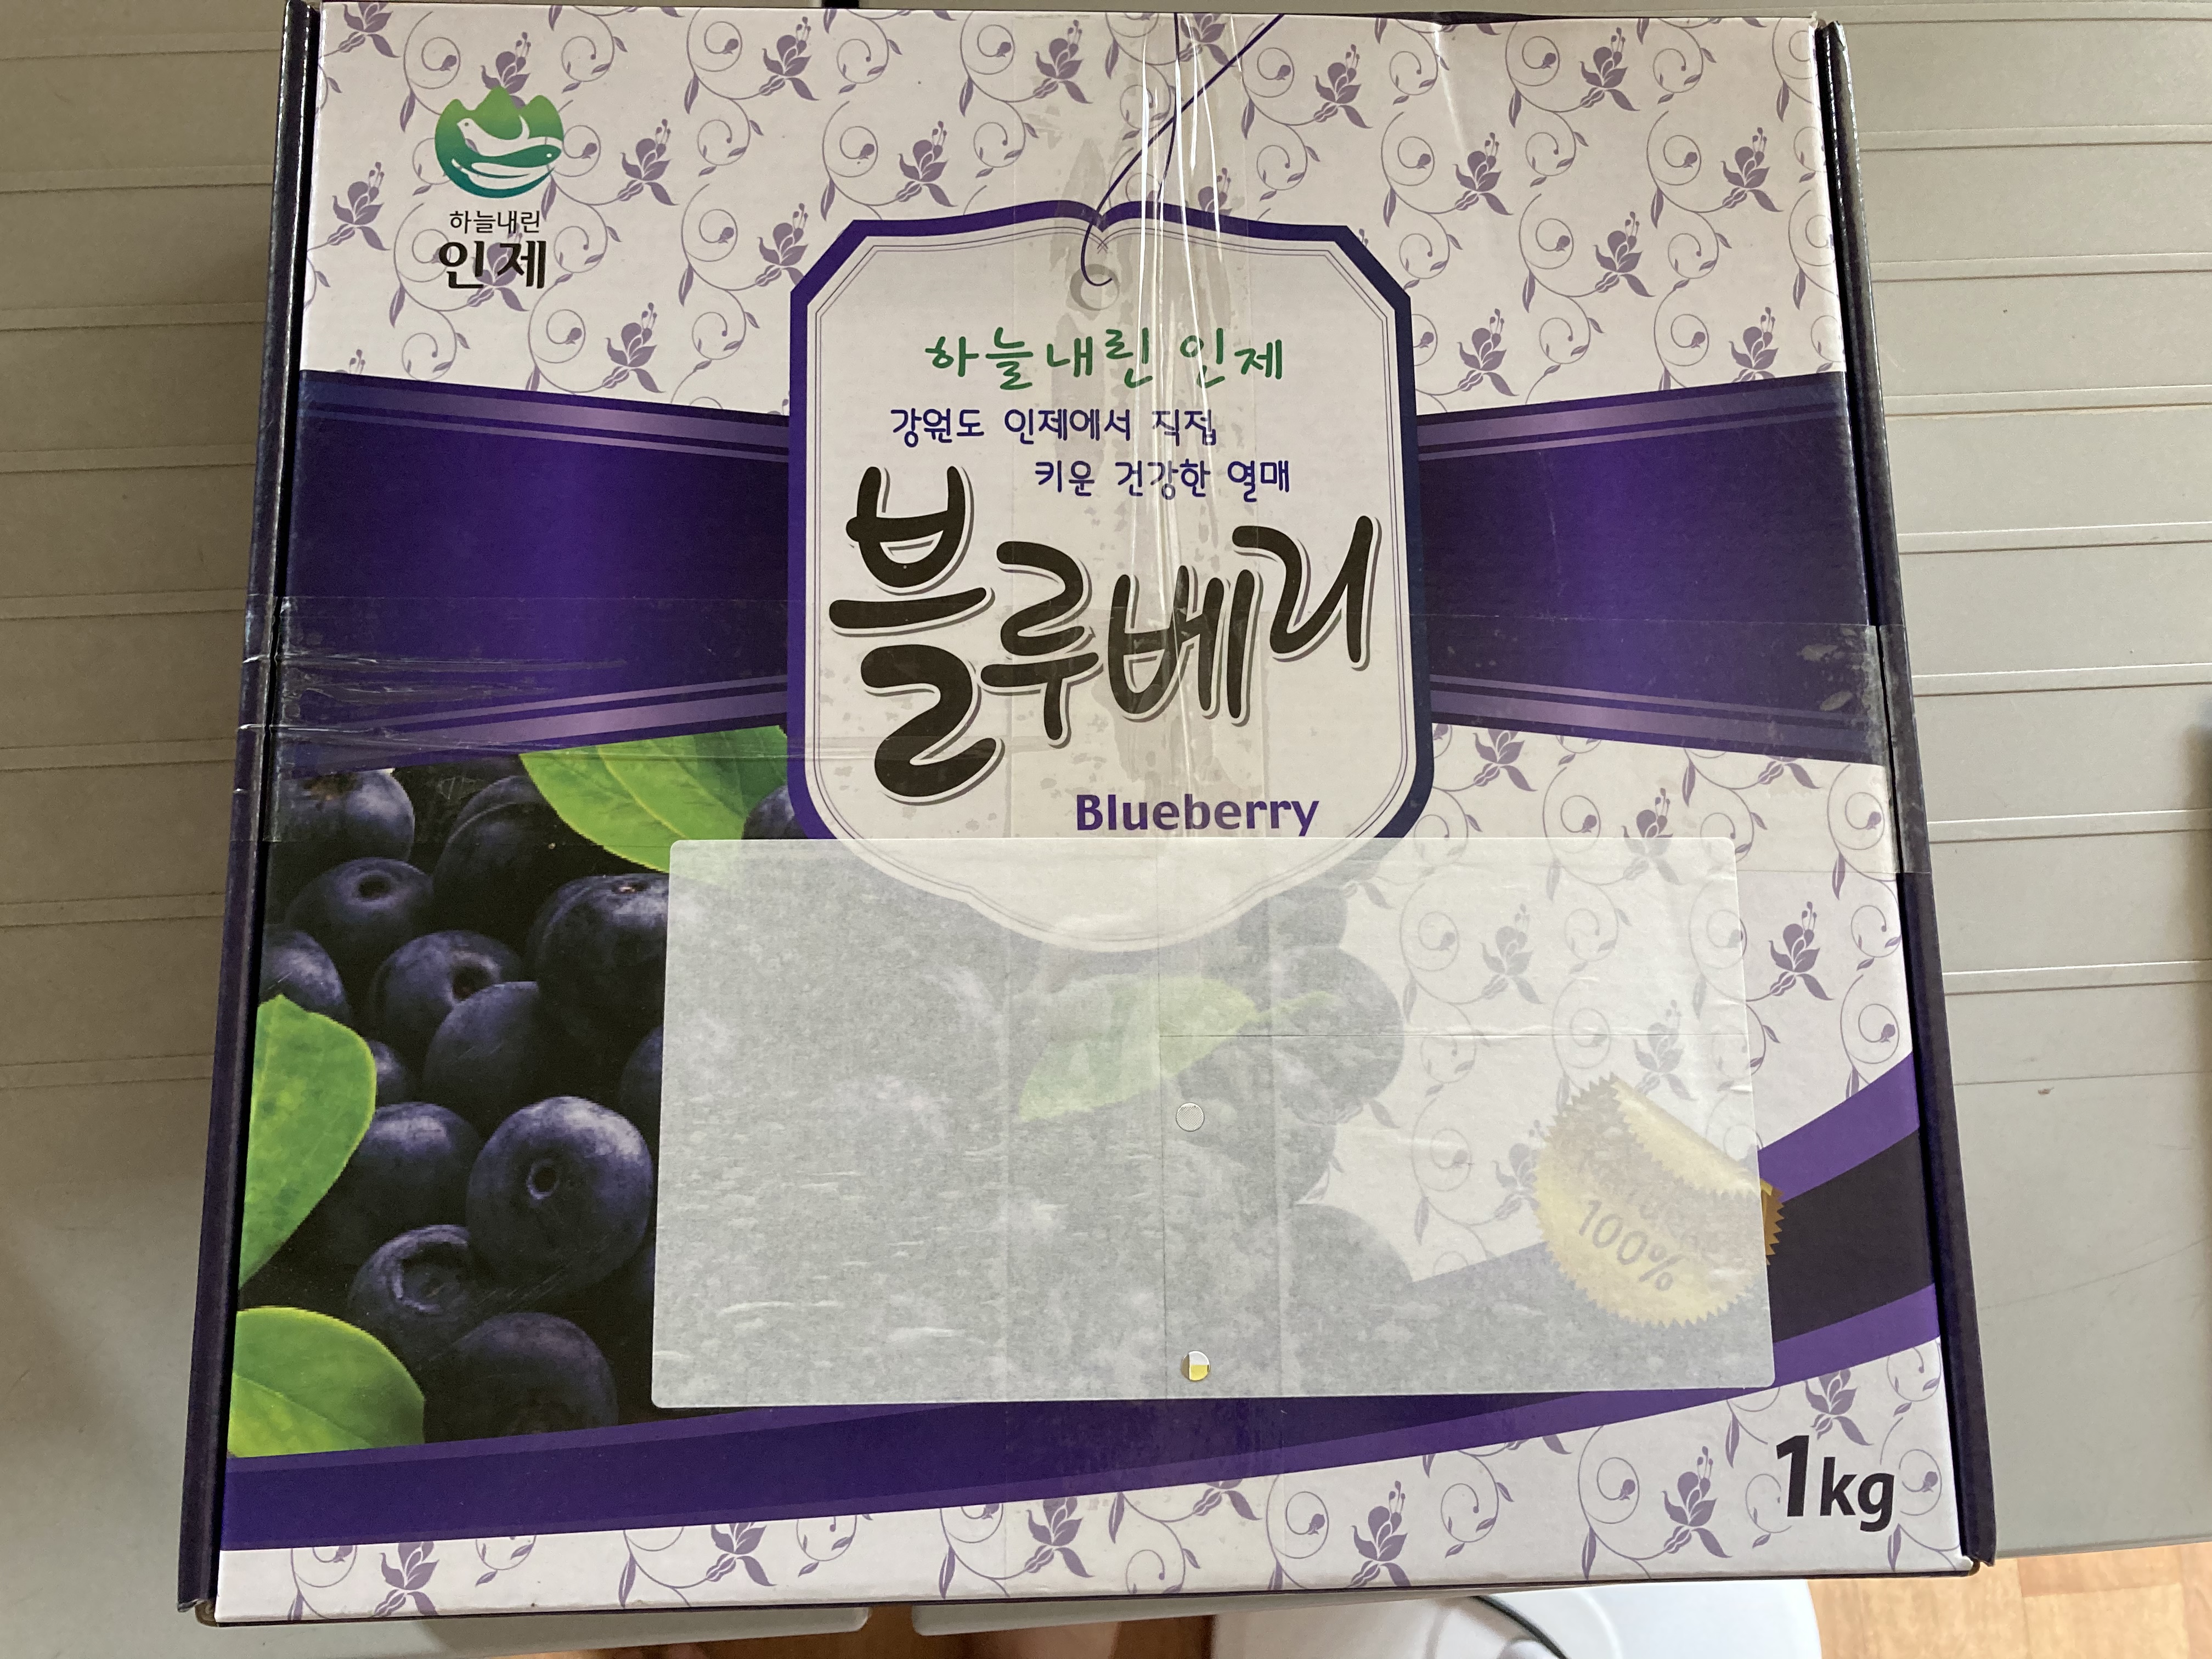 하늘내린
인제
하늘내린 인제
강원도 인제에서 직접
키운 건강한 열매
블루베리
Blueberry
NATURAL
100%
1kg